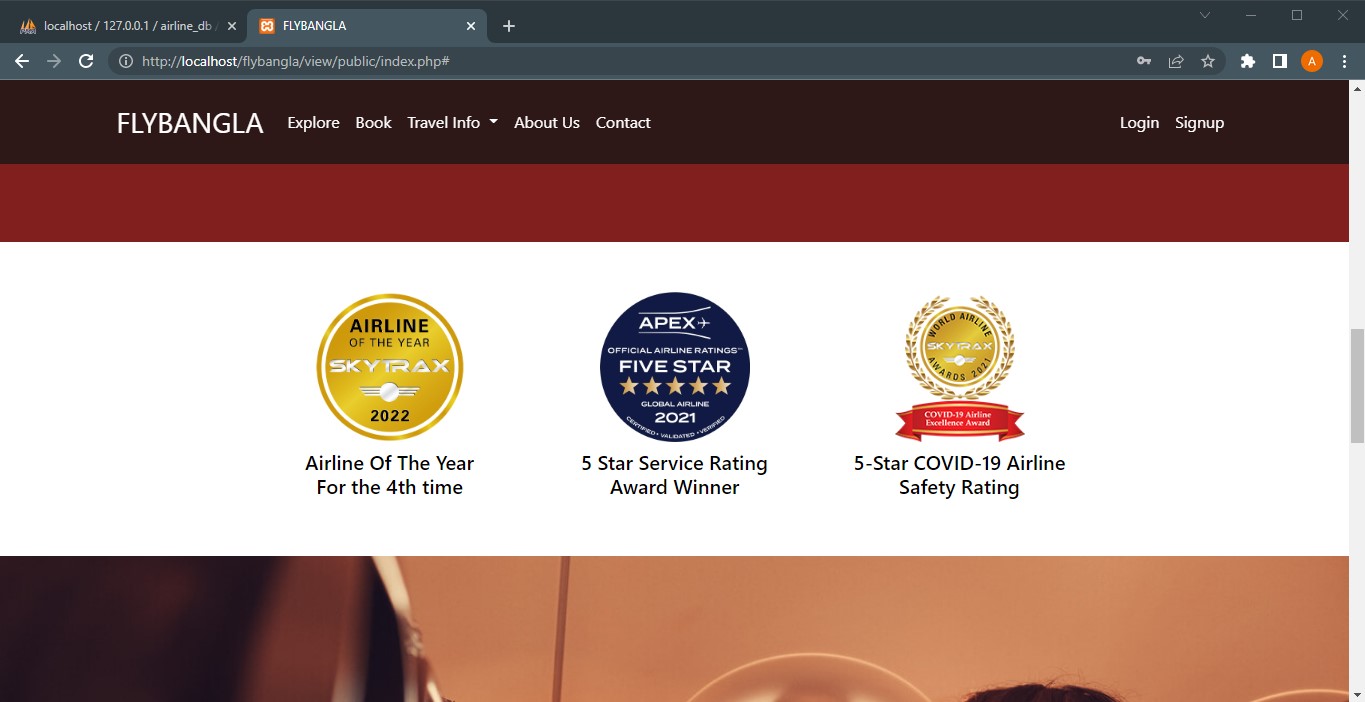 localhost / 127.0.0.1 / airline_db /
FLYBANGLA
http://localhost/flybangla/view/public/index.php#
A
FLYBANGLA
Explore
Book
Travel Info
About Us
Contact
Login
Signup
AIRLINE
OF THE YEAR
SKYTRAX
2022
Airline Of The Year
For the 4th time
APEX
OFFICIAL AIRLINE RATINGS™
FIVE STAR
GLOBAL AIRLINE
2021
CERTIFIED • VALIDATED • VERIFIED
5 Star Service Rating
Award Winner
WORLD AIRLINE
SKYTRAX
AWARDS 2021
COVID-19 Airline
Excellence Award
5-Star COVID-19 Airline
Safety Rating